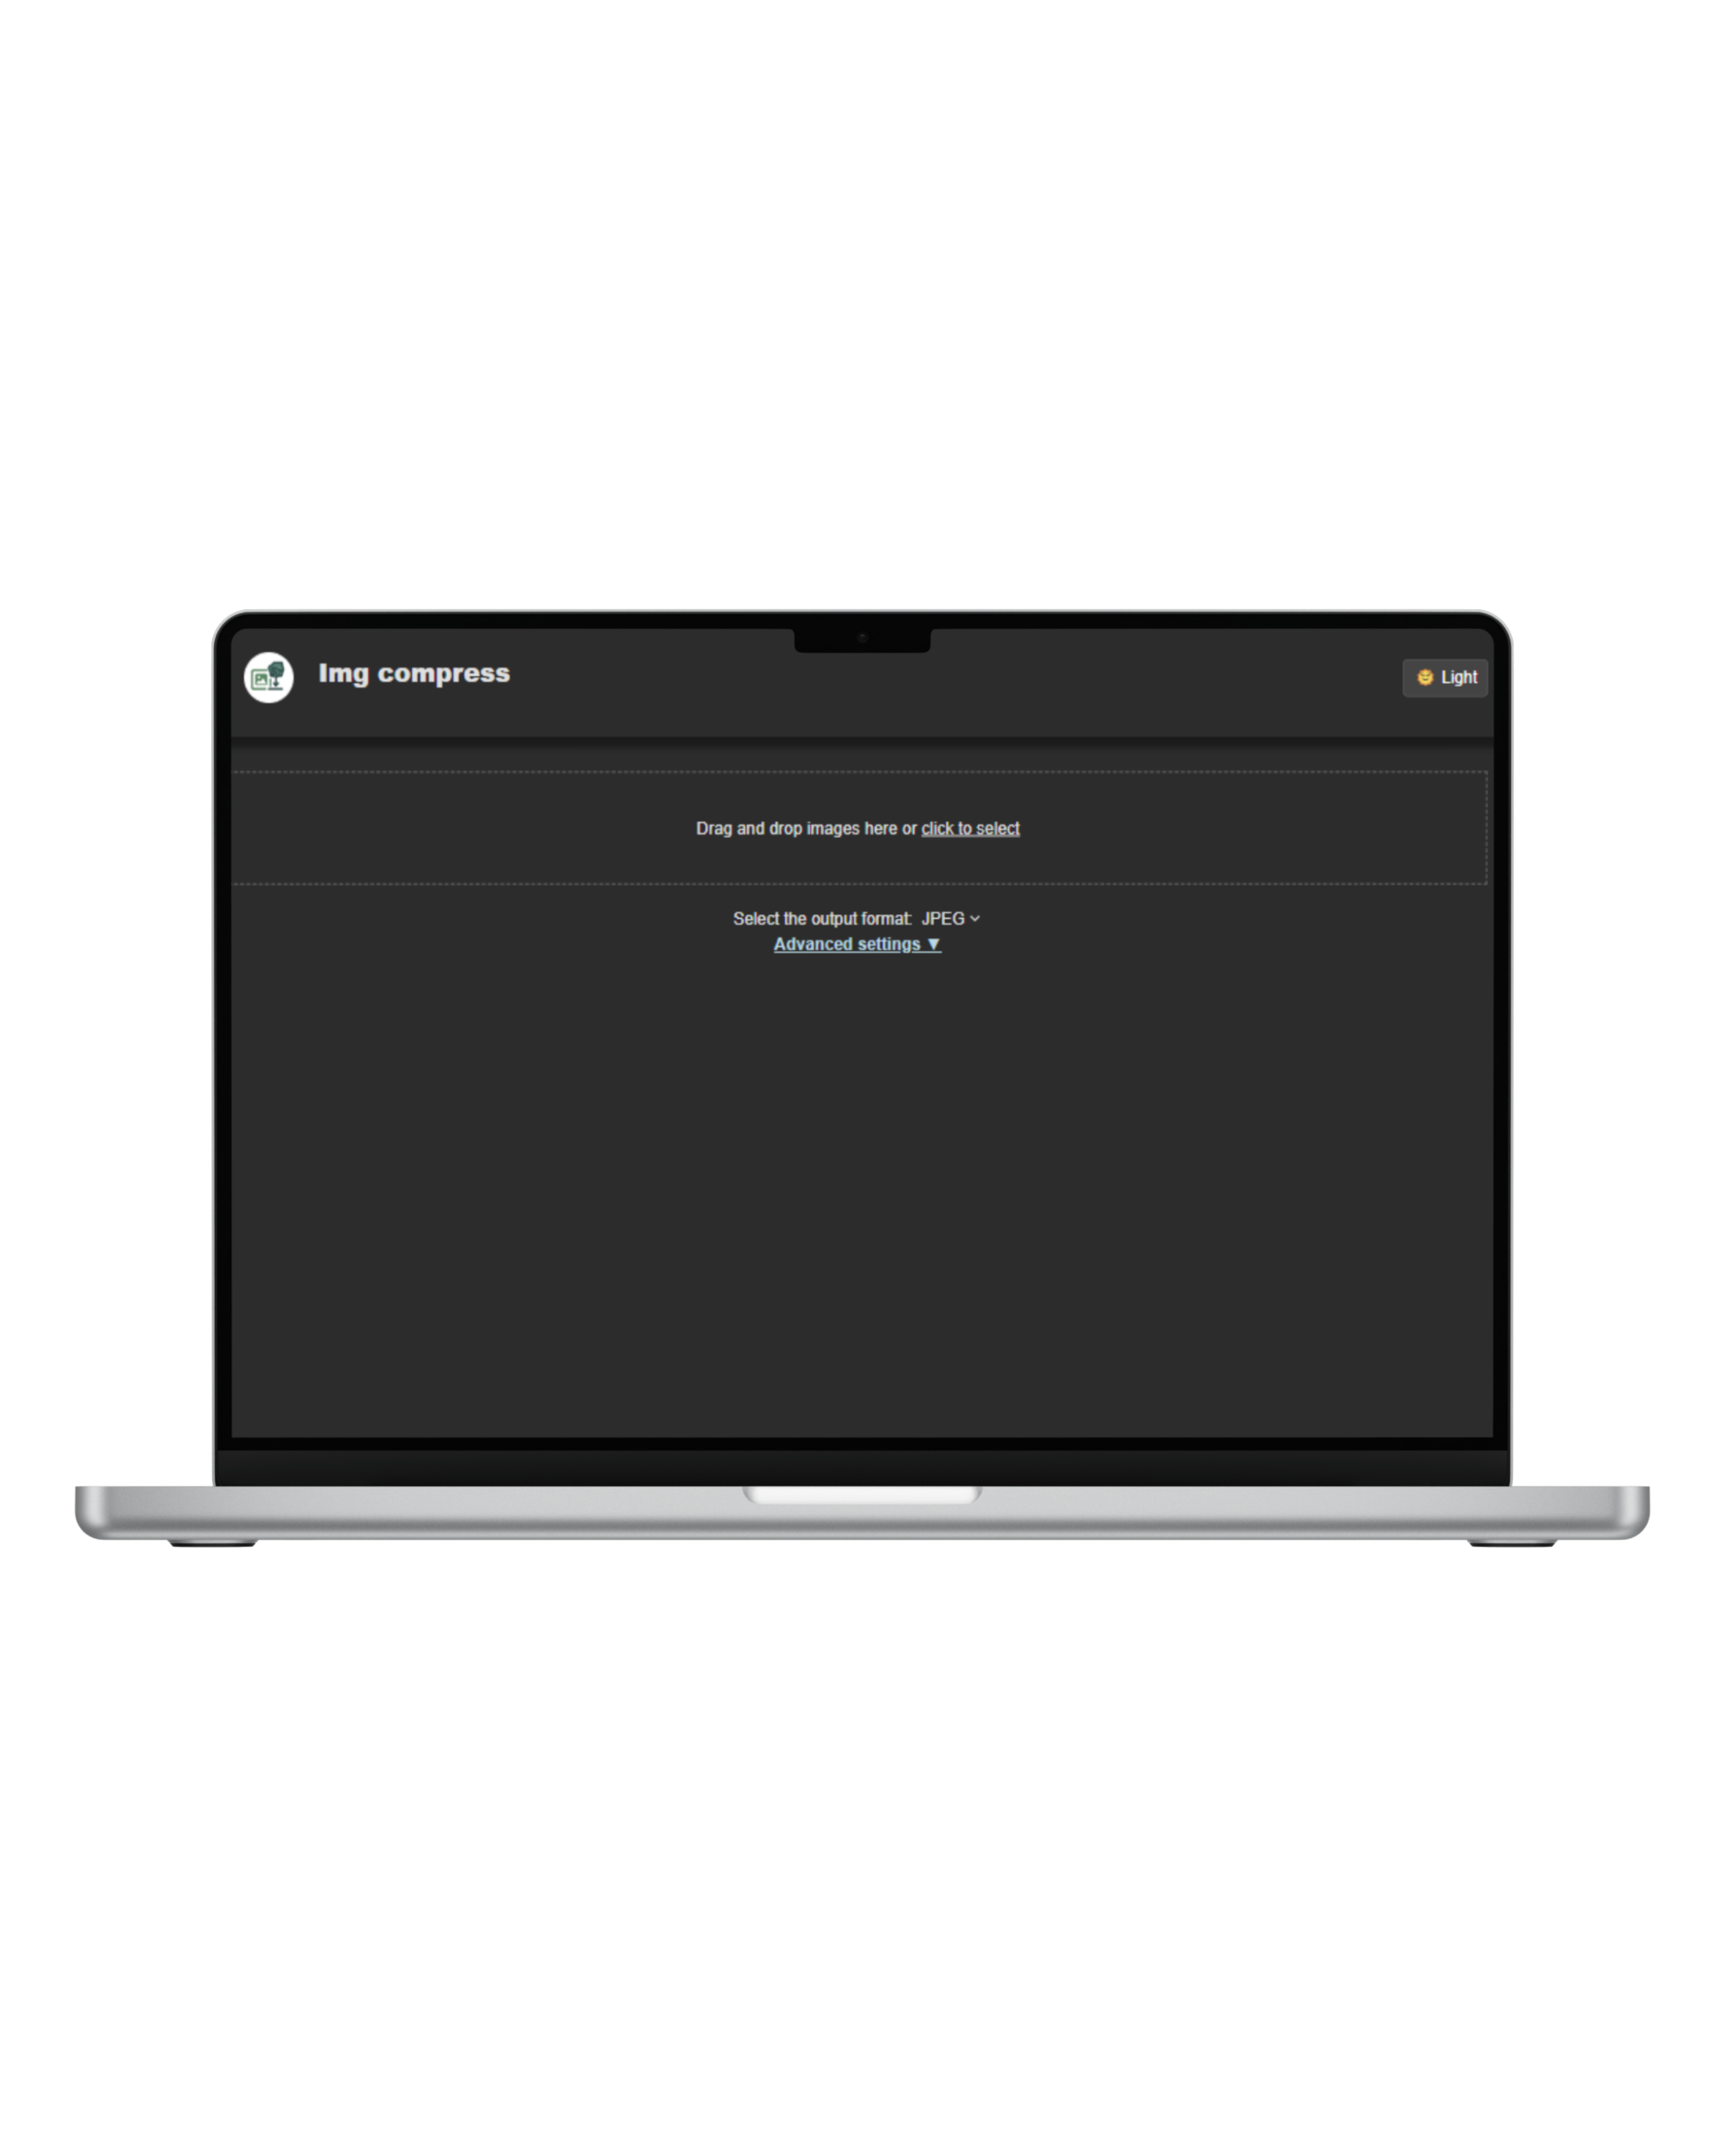 Img compress
Light
Drag and drop images here or click to select
Select the output format: JPEG
Advanced settings ▼